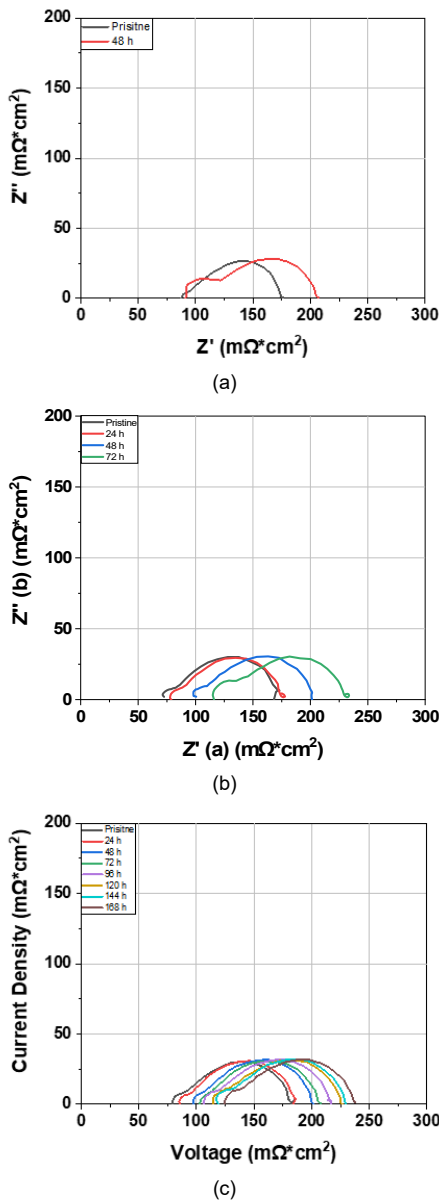 Prisitne
48 h
200
150
100
50
0
Z'' (mΩ*cm²)
0 50 100 150 200 250 300
Z' (mΩ*cm²)
(a)
Pristine
24 h
48 h
72 h
200
150
100
50
0
Z'' (b) (mΩ*cm²)
0 50 100 150 200 250 300
Z' (a) (mΩ*cm²)
(b)
Prisitne
24 h
48 h
72 h
96 h
120 h
144 h
168 h
200
150
100
50
0
Current Density (mΩ*cm²)
0 50 100 150 200 250 300
Voltage (mΩ*cm²)
(c)